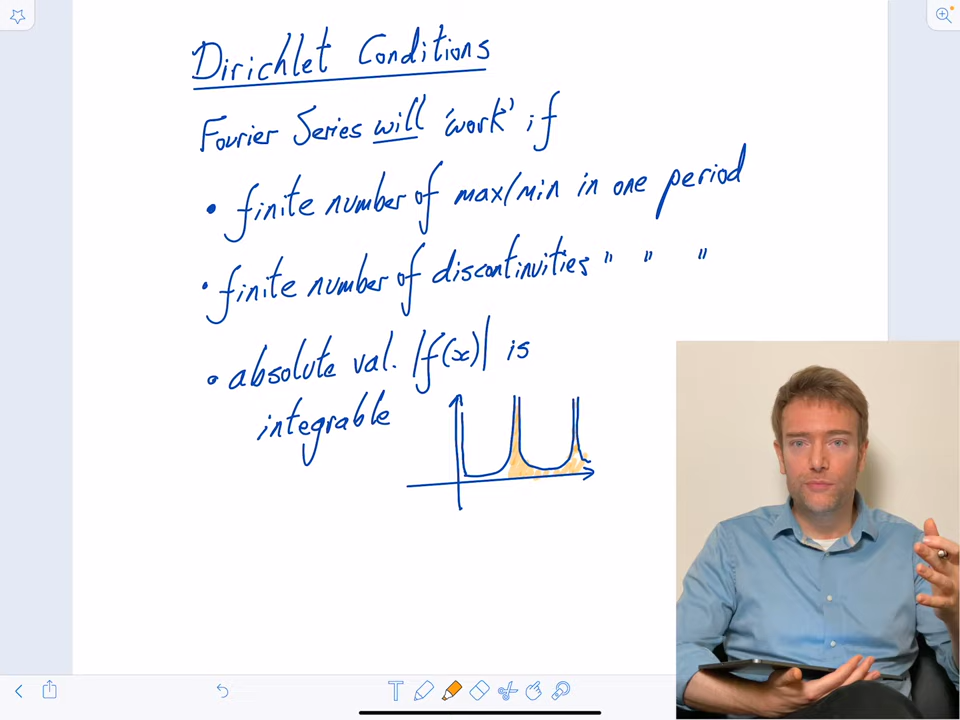 Dirichlet Conditions
Fourier Series will 'work' if
• finite number of max/min in one period
• finite number of discontinuities " " "
• absolute val. |f(x)| is
integrable
T